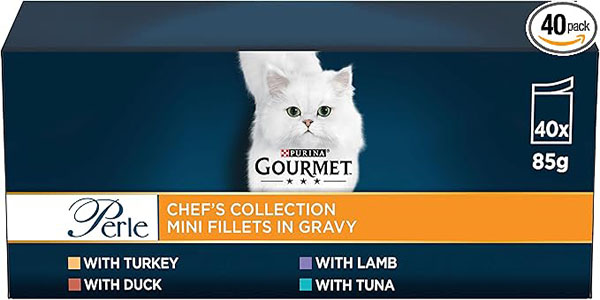 40
pack
40x
85g
PURINA
GOURMET
Perle
CHEF'S COLLECTION
MINI FILLETS IN GRAVY
WITH TURKEY
WITH LAMB
WITH DUCK
WITH TUNA